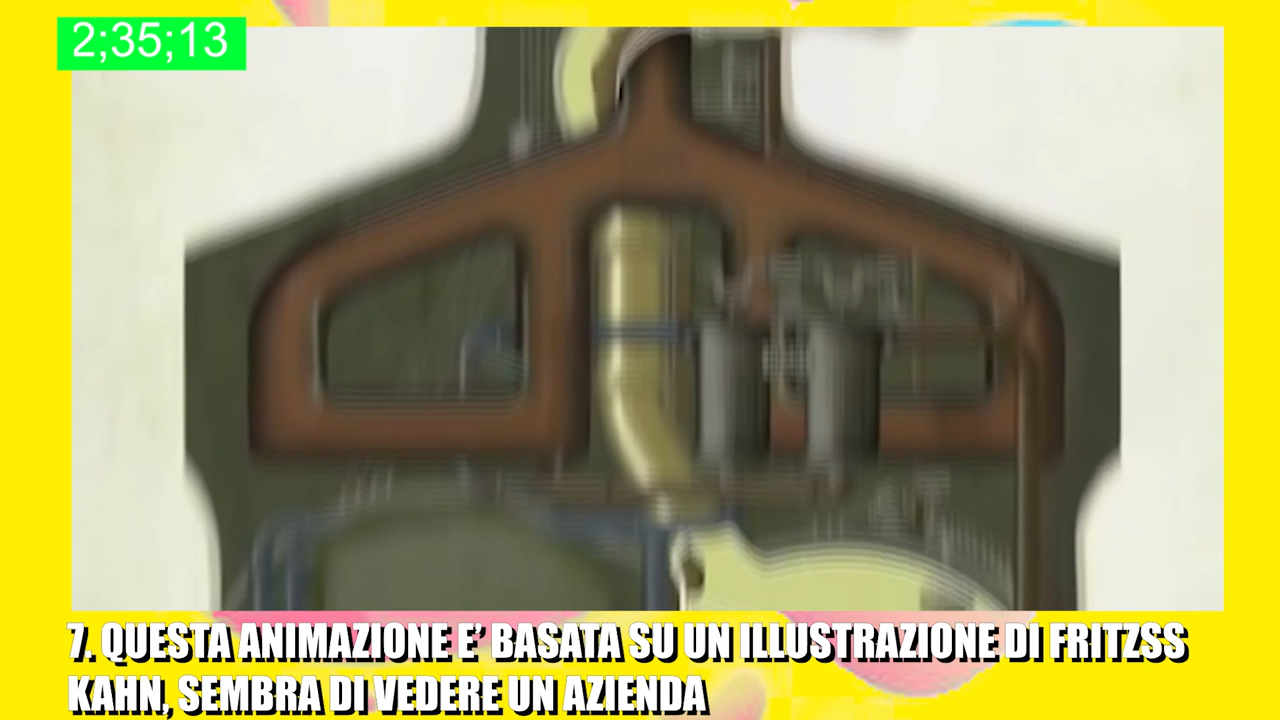 2;35;13
7. QUESTA ANIMAZIONE E' BASATA SU UN ILLUSTRAZIONE DI FRITZSS
KAHN, SEMBRA DI VEDERE UN AZIENDA